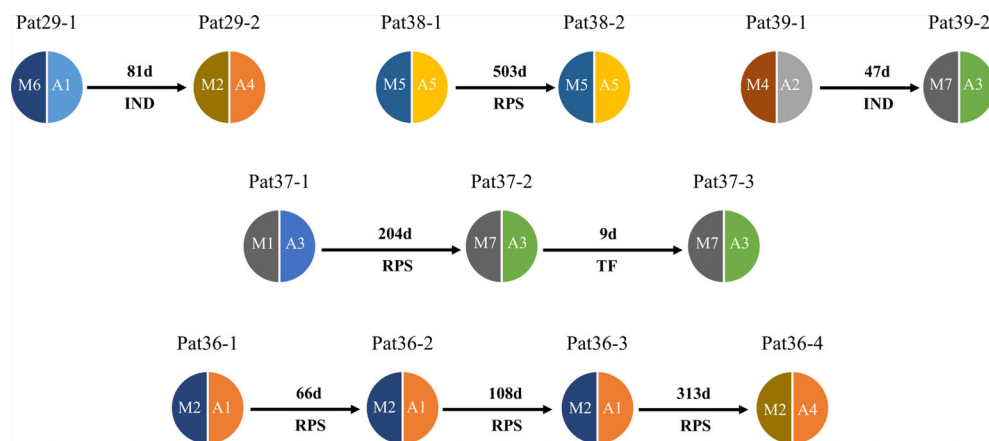 Pat29-1 Pat29-2 Pat38-1 Pat38-2 Pat39-1 Pat39-2
M6 A1 81d IND M2 A4 M5 A5 503d RPS M5 A5 M4 A2 47d IND M7 A3
Pat37-1 Pat37-2 Pat37-3
M1 A3 204d RPS M7 A3 9d TF M7 A3
Pat36-1 Pat36-2 Pat36-3 Pat36-4
M2 A1 66d RPS M2 A1 108d RPS M2 A1 313d RPS M2 A4